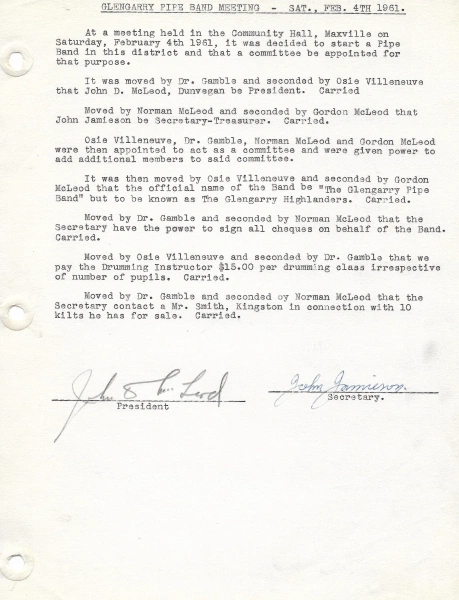 GLENGARRY PIPE BAND MEETING - SAT., FEB. 4TH 1961.
At a meeting held in the Community Hall, Maxville on
Saturday, February 4th 1961, it was decided to start a Pipe
Band in this district and that a committee be appointed for
that purpose.
It was moved by Dr. Gamble and seconded by Osie Villeneuve
that John D. McLeod, Dunvegan be President. Carried
Moved by Norman McLeod and seconded by Gordon McLeod that
John Jamieson be Secretary-Treasurer. Carried.
Osie Villeneuve, Dr. Gamble, Norman McLeod and Gordon McLeod
were then appointed to act as a committee and were given power to
add additional members to said committee.
It was then moved by Osie Villeneuve and seconded by Gordon
McLeod that the official name of the Band be "The Glengarry Pipe
Band" but to be known as The Glengarry Highlanders. Carried.
Moved by Dr. Gamble and seconded by Norman McLeod that the
Secretary have the power to sign all cheques on behalf of the Band.
Carried.
Moved by Osie Villeneuve and seconded by Dr. Gamble that we
pay the Drumming Instructor $15.00 per drumming class irrespective
of number of pupils. Carried.
Moved by Dr. Gamble and seconded by Norman McLeod that the
Secretary contact a Mr. Smith, Kingston in connection with 10
kilts he has for sale. Carried.
John D McLeod
President
John Jamieson.
Secretary.